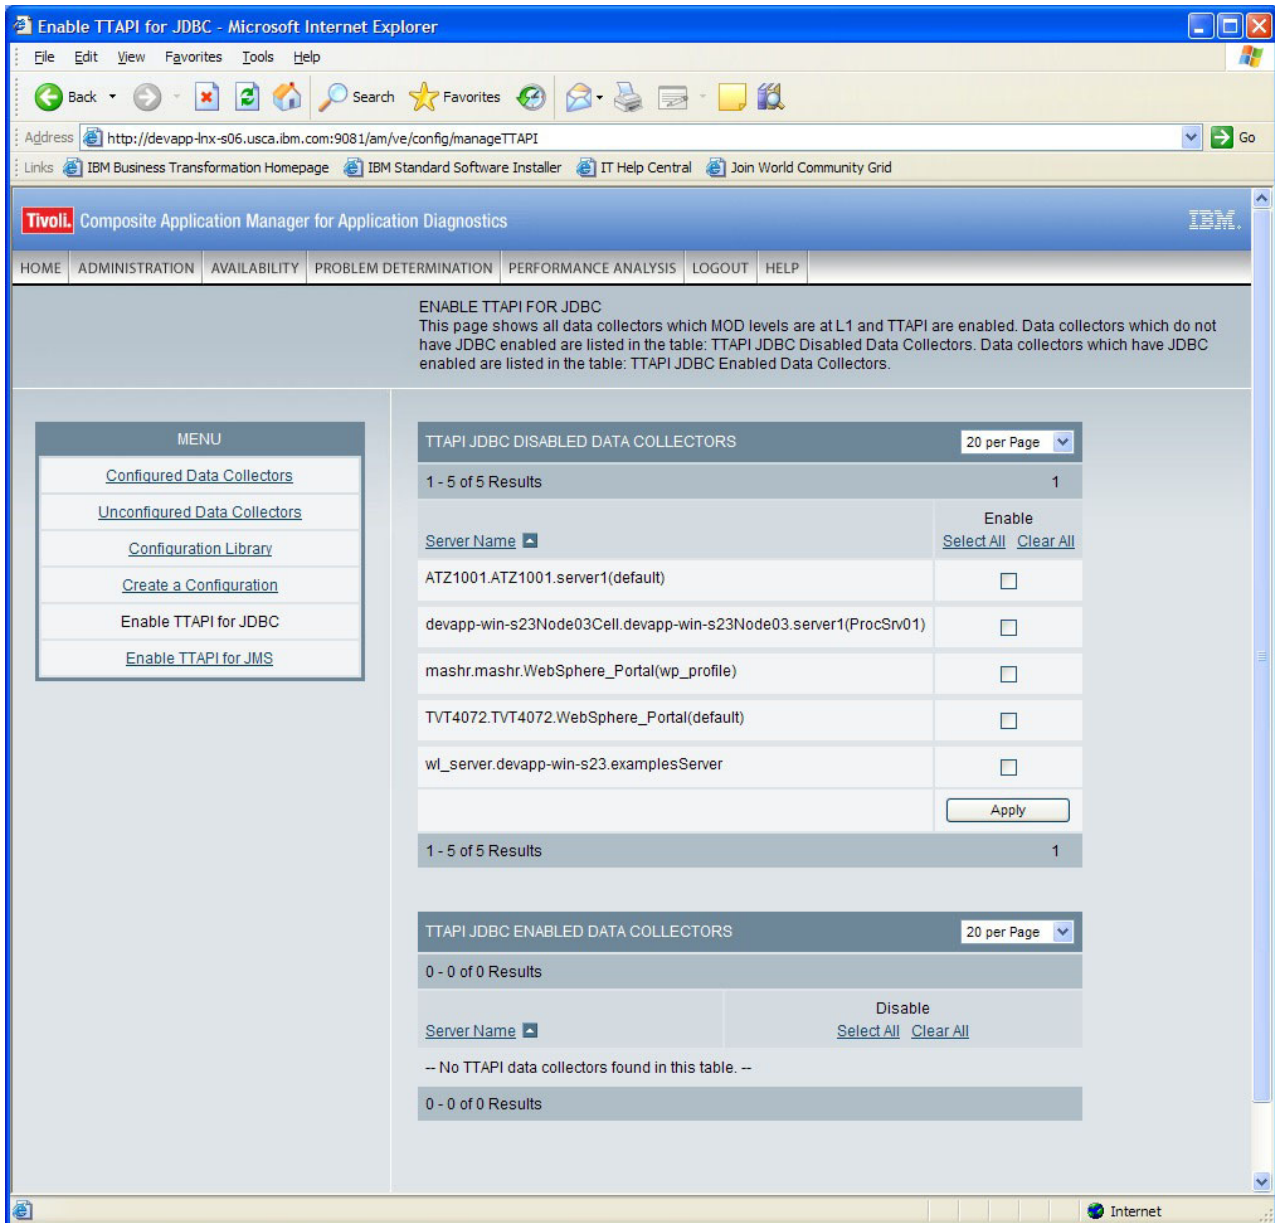 Enable TTAPI for JDBC - Microsoft Internet Explorer
File Edit View Favorites Tools Help
Back Search Favorites
Address http://devapp-lnx-s06.usca.ibm.com:9081/am/ve/config/manageTTAPI Go
Links IBM Business Transformation Homepage IBM Standard Software Installer IT Help Central Join World Community Grid
Tivoli. Composite Application Manager for Application Diagnostics IBM.
HOME ADMINISTRATION AVAILABILITY PROBLEM DETERMINATION PERFORMANCE ANALYSIS LOGOUT HELP
ENABLE TTAPI FOR JDBC
This page shows all data collectors which MOD levels are at L1 and TTAPI are enabled. Data collectors which do not
have JDBC enabled are listed in the table: TTAPI JDBC Disabled Data Collectors. Data collectors which have JDBC
enabled are listed in the table: TTAPI JDBC Enabled Data Collectors.
MENU
Configured Data Collectors
Unconfigured Data Collectors
Configuration Library
Create a Configuration
Enable TTAPI for JDBC
Enable TTAPI for JMS
TTAPI JDBC DISABLED DATA COLLECTORS 20 per Page
1 - 5 of 5 Results 1
Enable
Server Name Select All Clear All
ATZ1001.ATZ1001.server1(default)
devapp-win-s23Node03Cell.devapp-win-s23Node03.server1(ProcSrv01)
mashr.mashr.WebSphere_Portal(wp_profile)
TVT4072.TVT4072.WebSphere_Portal(default)
wl_server.devapp-win-s23.examplesServer
Apply
1 - 5 of 5 Results 1
TTAPI JDBC ENABLED DATA COLLECTORS 20 per Page
0 - 0 of 0 Results
Disable
Server Name Select All Clear All
-- No TTAPI data collectors found in this table. --
0 - 0 of 0 Results
Internet